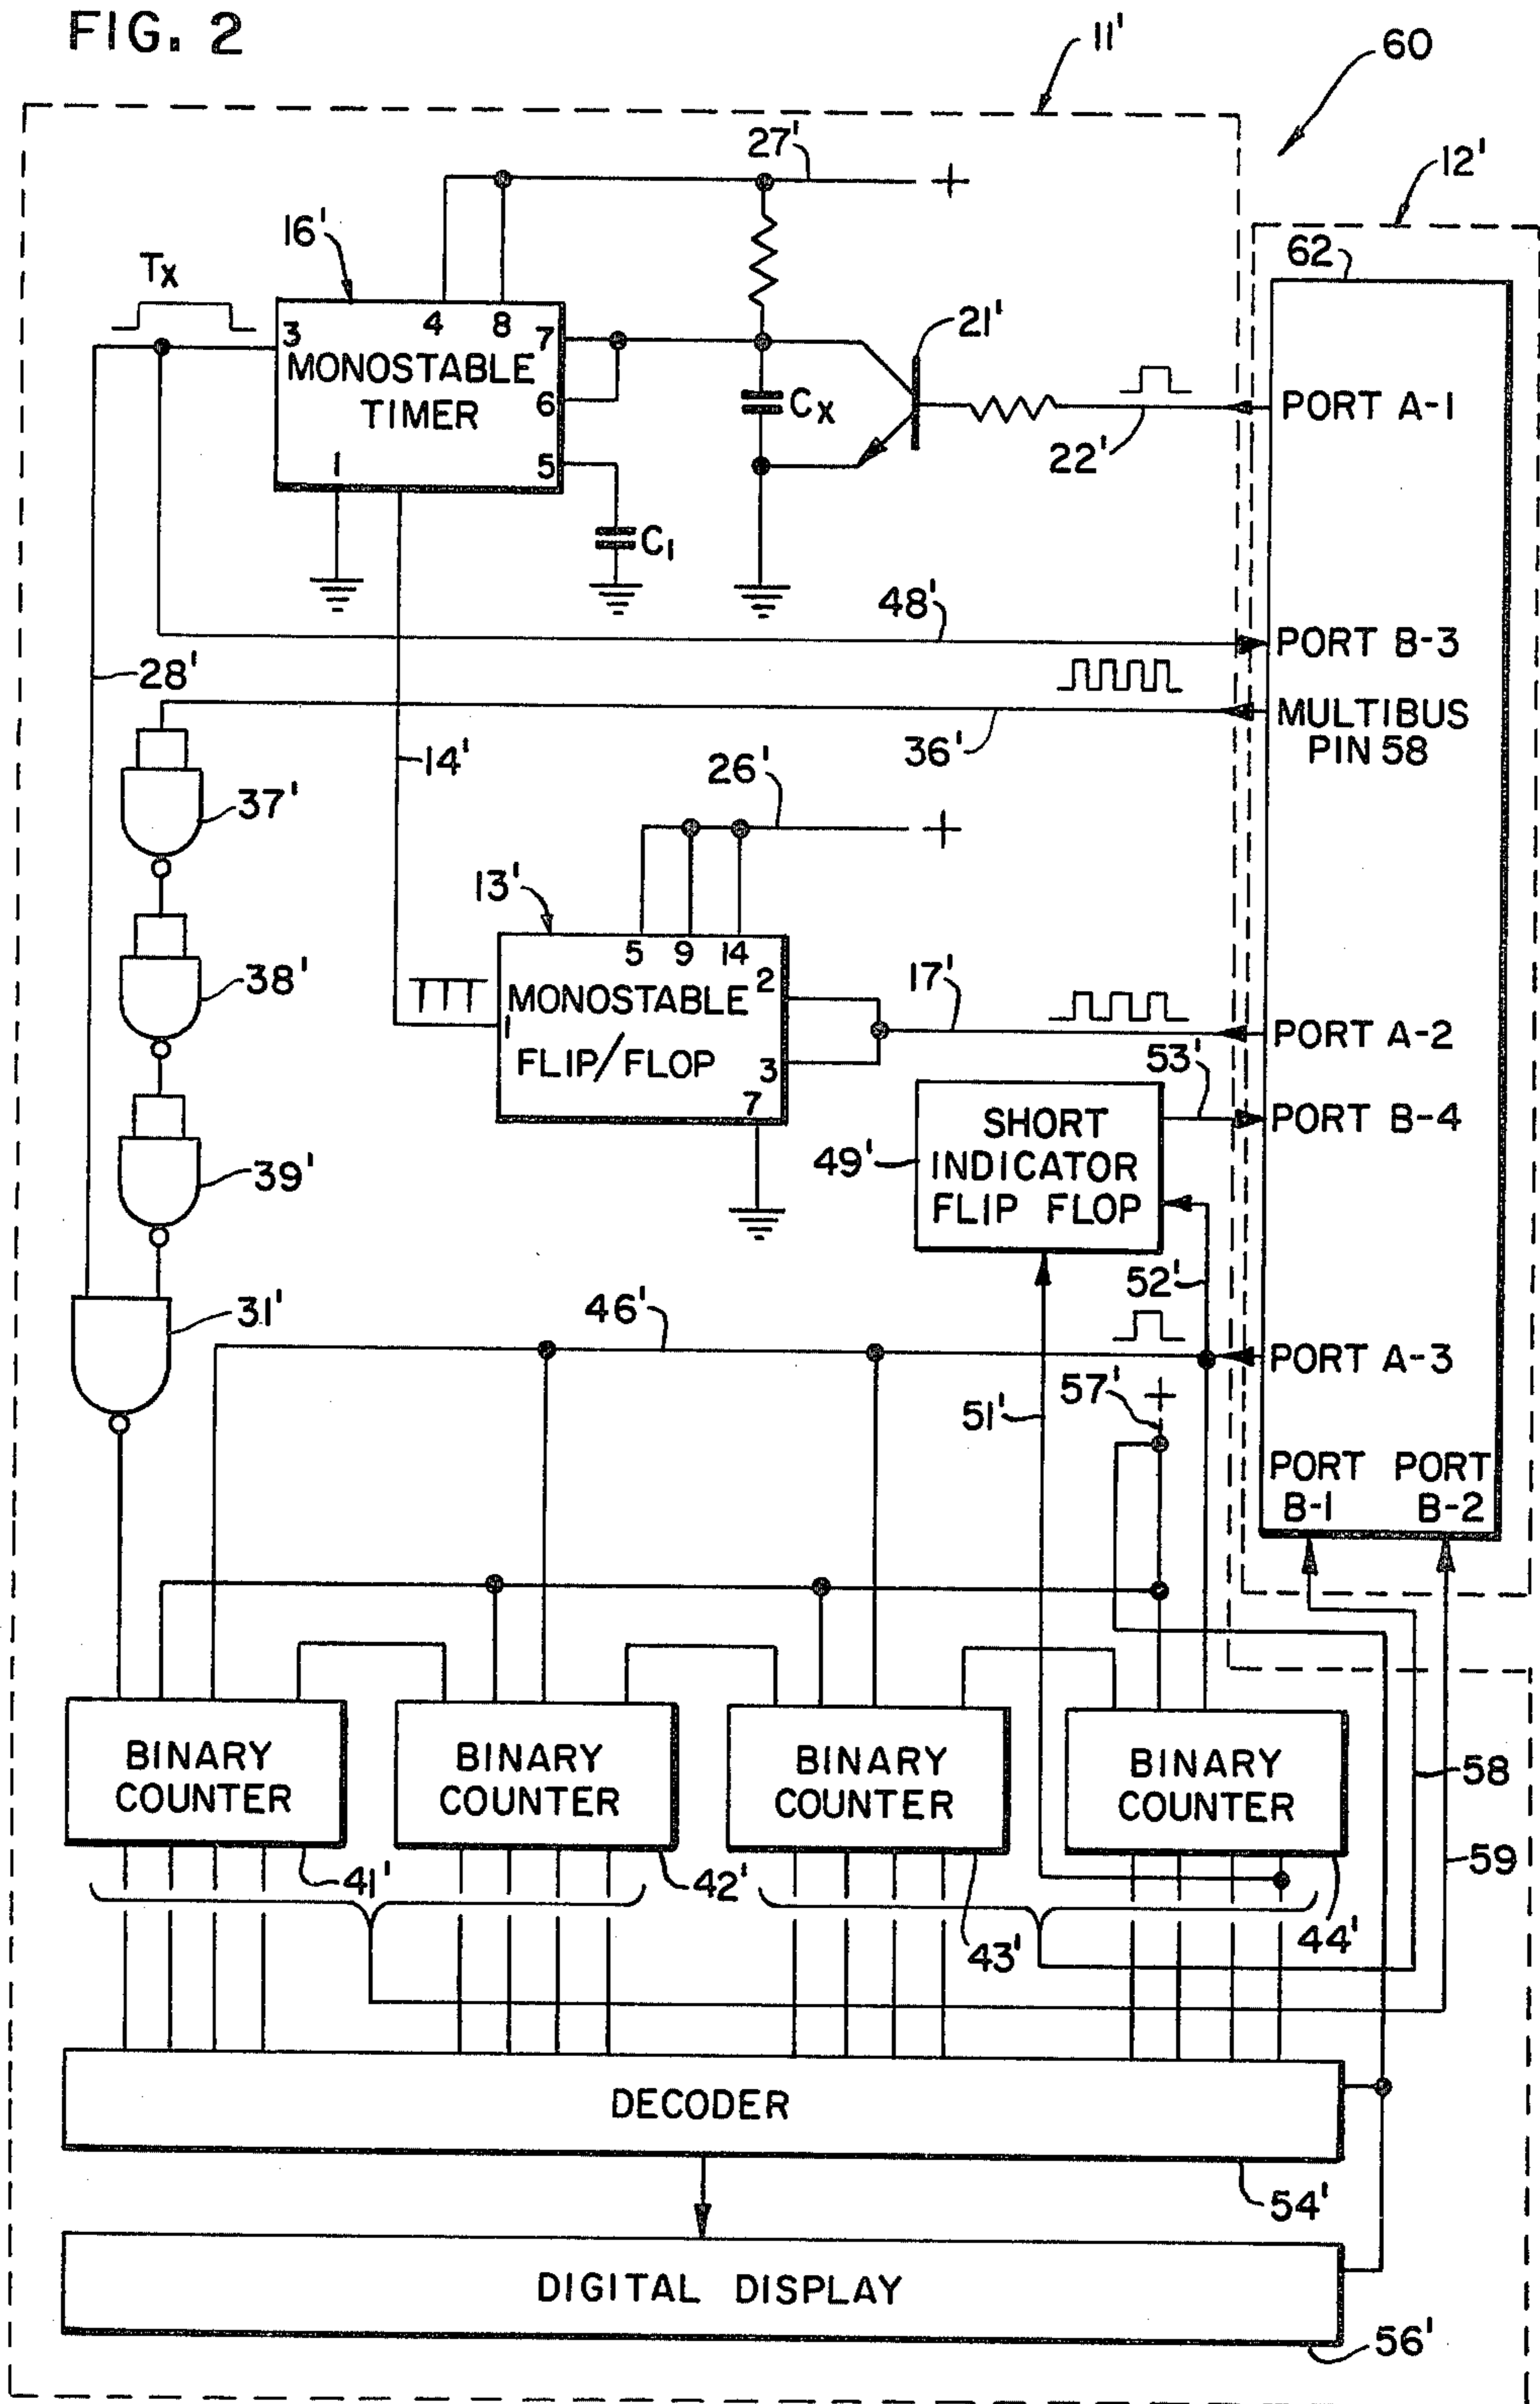 FIG. 2
11'
60
27'
12'
16'
62
Tx
4 8
3
7
21'
MONOSTABLE
TIMER
6
Cx
PORT A-1
22'
1
5
C1
48'
PORT B-3
28'
MULTIBUS
PIN 58
36'
14'
26'
37'
13'
5 9 14
38'
MONOSTABLE
FLIP/FLOP
1
2
3
7
17'
PORT A-2
53'
PORT B-4
SHORT
INDICATOR
FLIP FLOP
49'
39'
52'
31'
46'
PORT A-3
57'
51'
PORT
B-1
PORT
B-2
BINARY
COUNTER
BINARY
COUNTER
BINARY
COUNTER
BINARY
COUNTER
58
59
41'
42'
43'
44'
DECODER
54'
DIGITAL DISPLAY
56'